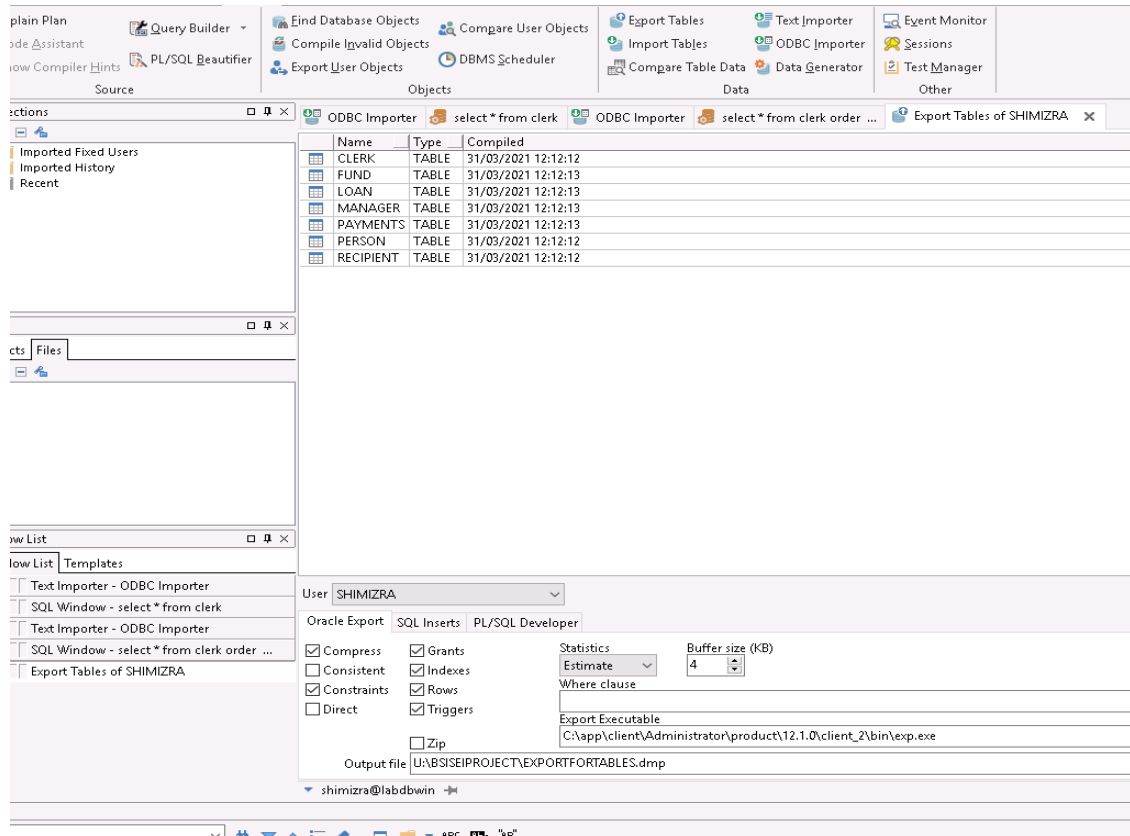 plain Plan
Query Builder
ode Assistant
now Compiler Hints
PL/SQL Beautifier
Source
Find Database Objects
Compile Invalid Objects
Export User Objects
Compare User Objects
DBMS Scheduler
Objects
Export Tables
Import Tables
Compare Table Data
Text Importer
ODBC Importer
Data Generator
Data
Event Monitor
Sessions
Test Manager
Other
ections
Imported Fixed Users
Imported History
Recent
cts Files
ow List
low List Templates
Text Importer - ODBC Importer
SQL Window - select * from clerk
Text Importer - ODBC Importer
SQL Window - select * from clerk order ...
Export Tables of SHIMIZRA
ODBC Importer select * from clerk ODBC Importer select * from clerk order ... Export Tables of SHIMIZRA
Name Type Compiled
CLERK TABLE 31/03/2021 12:12:12
FUND TABLE 31/03/2021 12:12:13
LOAN TABLE 31/03/2021 12:12:13
MANAGER TABLE 31/03/2021 12:12:13
PAYMENTS TABLE 31/03/2021 12:12:13
PERSON TABLE 31/03/2021 12:12:12
RECIPIENT TABLE 31/03/2021 12:12:12
User SHIMIZRA
Oracle Export SQL Inserts PL/SQL Developer
Compress Grants Statistics Buffer size (KB)
Consistent Indexes Estimate 4
Constraints Rows Where clause
Direct Triggers
Export Executable
Zip C:\app\client\Administrator\product\12.1.0\client_2\bin\exp.exe
Output file U:\BSISEIPROJECT\EXPORTFORTABLES.dmp
shimizra@labdbwin